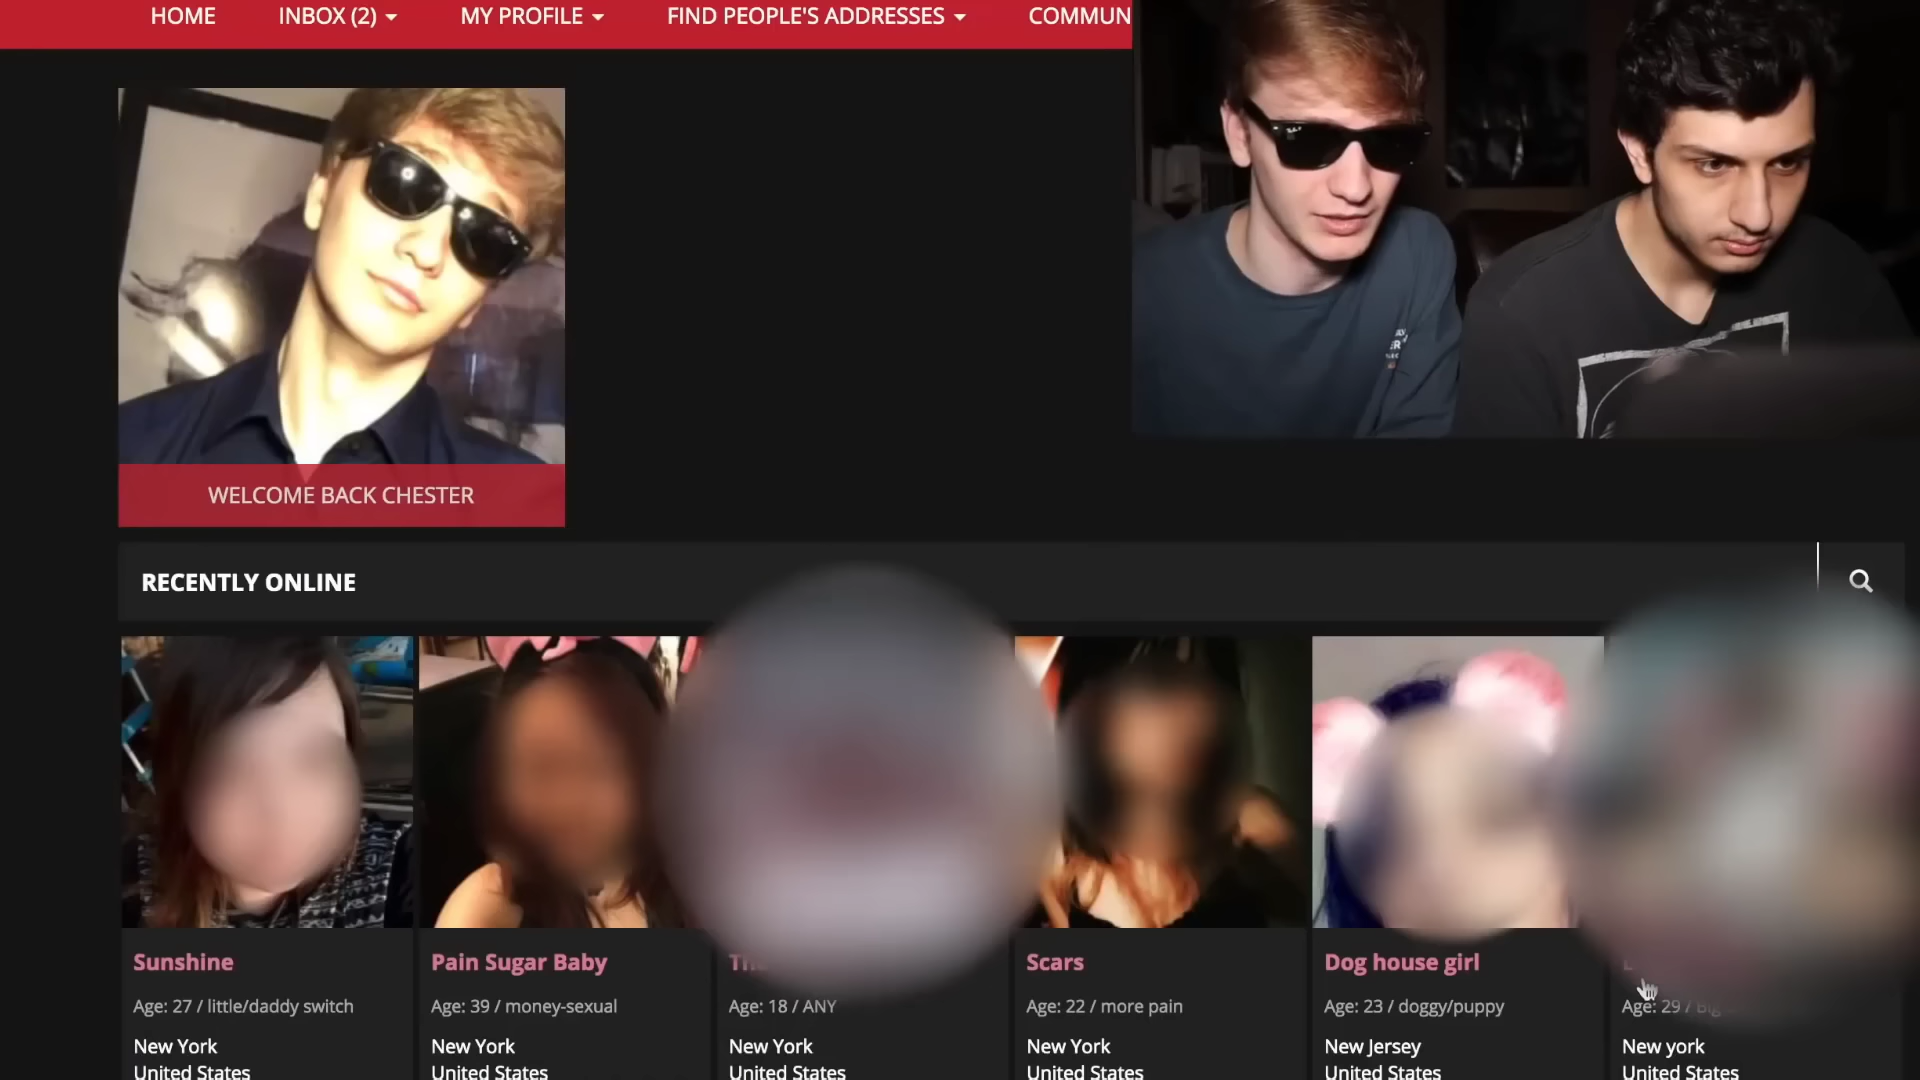 HOME
INBOX (2)
MY PROFILE
FIND PEOPLE'S ADDRESSES
COMMUN
WELCOME BACK CHESTER
RECENTLY ONLINE
Sunshine
Age: 27 / little/daddy switch
New York
United States
Pain Sugar Baby
Age: 39 / money-sexual
New York
United States
Age: 18 / ANY
New York
United States
Scars
Age: 22 / more pain
New York
United States
Dog house girl
Age: 23 / doggy/puppy
New Jersey
United States
Age: 29 /
New york
United States